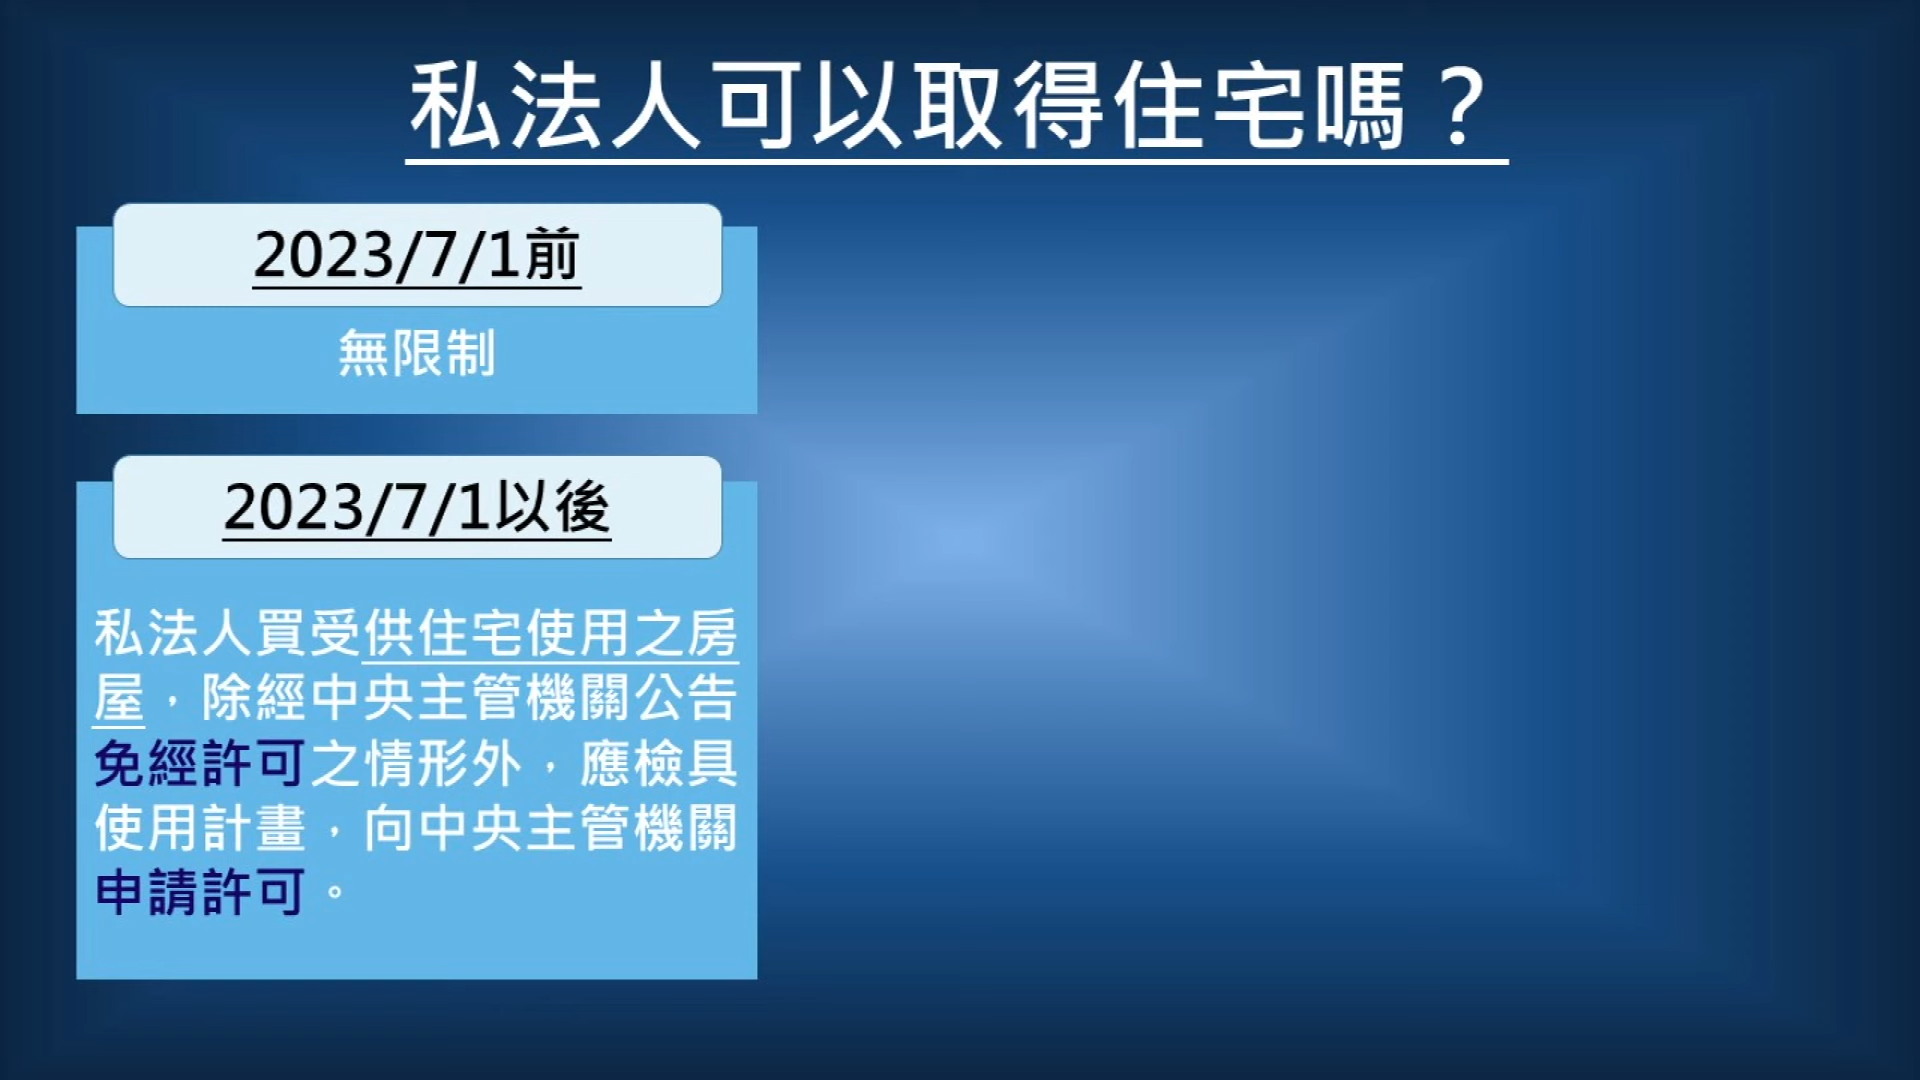 私法人可以取得住宅嗎？
2023/7/1前
無限制
2023/7/1以後
私法人買受供住宅使用之房
屋，除經中央主管機關公告
免經許可之情形外，應檢具
使用計畫，向中央主管機關
申請許可。